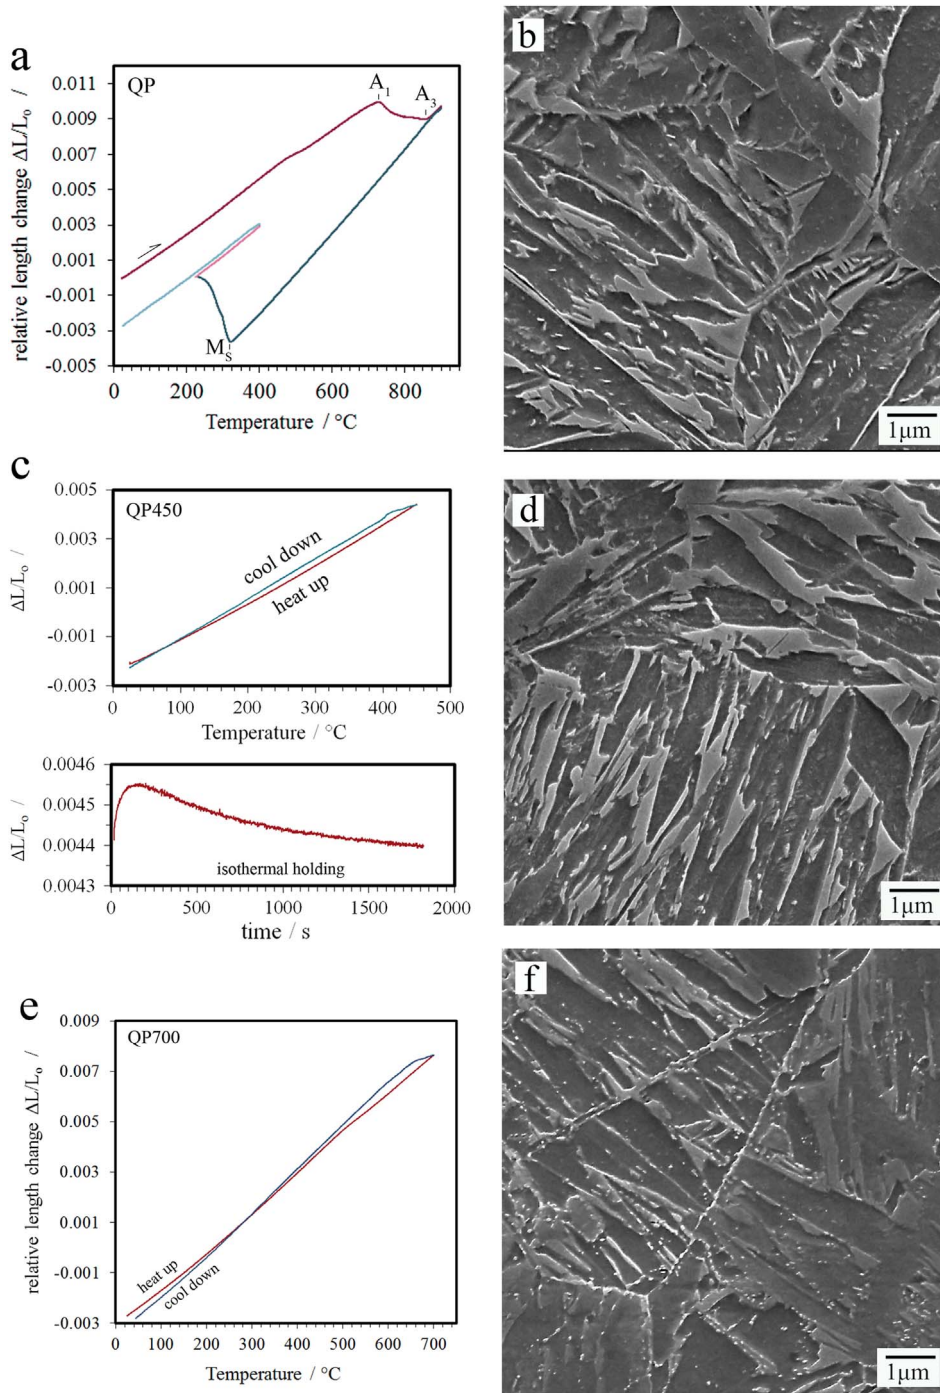 a
QP
A1
A3
0.011
0.009
0.007
0.005
0.003
0.001
-0.001
-0.003
-0.005
relative length change ΔL/Lo /
MS
0 200 400 600 800
Temperature / °C
b
1μm
c
QP450
0.005
0.003
0.001
-0.001
-0.003
ΔL/Lo /
cool down
heat up
0 100 200 300 400 500
Temperature / °C
0.0046
0.0045
0.0044
0.0043
ΔL/Lo /
isothermal holding
0 500 1000 1500 2000
time / s
d
1μm
e
QP700
0.009
0.007
0.005
0.003
0.001
-0.001
-0.003
relative length change ΔL/Lo /
heat up
cool down
0 100 200 300 400 500 600 700
Temperature / °C
f
1μm